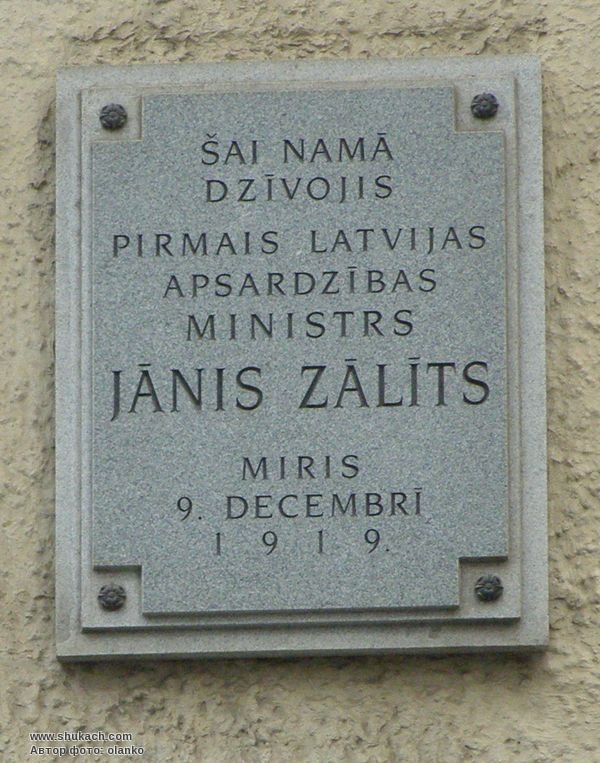 ŠAI NAMĀ
DZĪVOJIS
PIRMAIS LATVIJAS
APSARDZĪBAS
MINISTRS
JĀNIS ZĀLĪTS
MIRIS
9. DECEMBRĪ
1919.
www.shukach.com
Автор фото: olanko